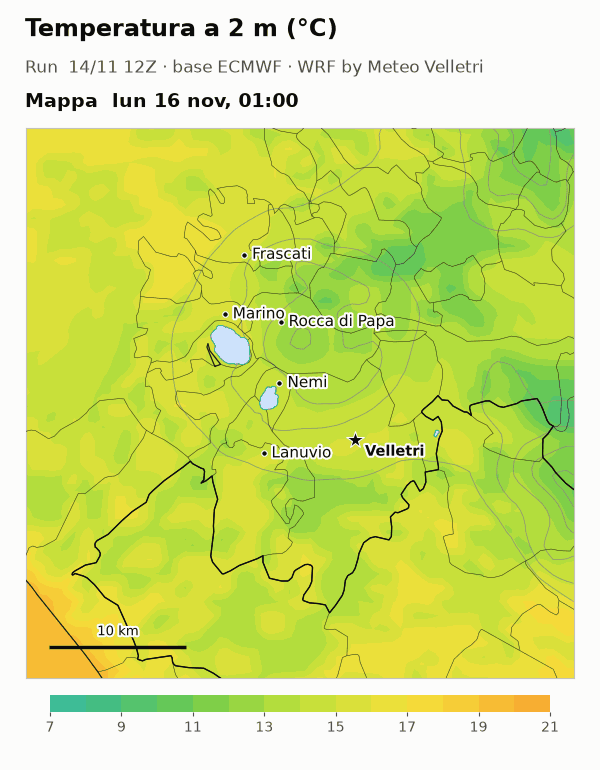 Temperatura a 2 m (°C)
Run  14/11 12Z · base ECMWF · WRF by Meteo Velletri
Mappa  lun 16 nov, 01:00
Frascati
Marino
Rocca di Papa
Nemi
Velletri
Lanuvio
10 km
7 9 11 13 15 17 19 21